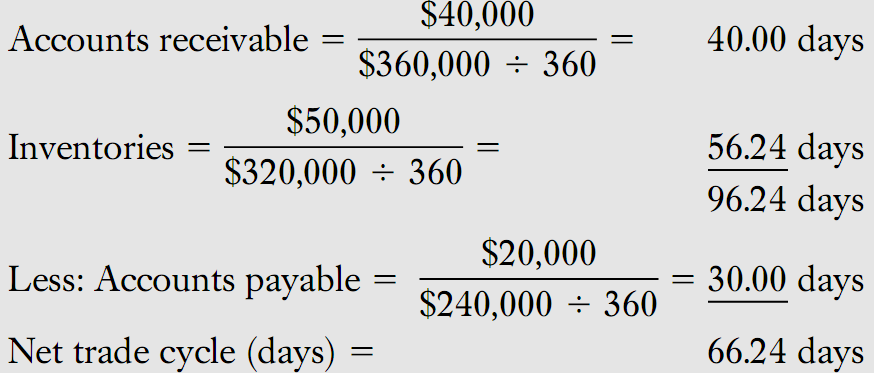 Accounts receivable = $40,000 / $360,000 ÷ 360 = 40.00 days
Inventories = $50,000 / $320,000 ÷ 360 = 56.24 days
96.24 days
Less: Accounts payable = $20,000 / $240,000 ÷ 360 = 30.00 days
Net trade cycle (days) = 66.24 days